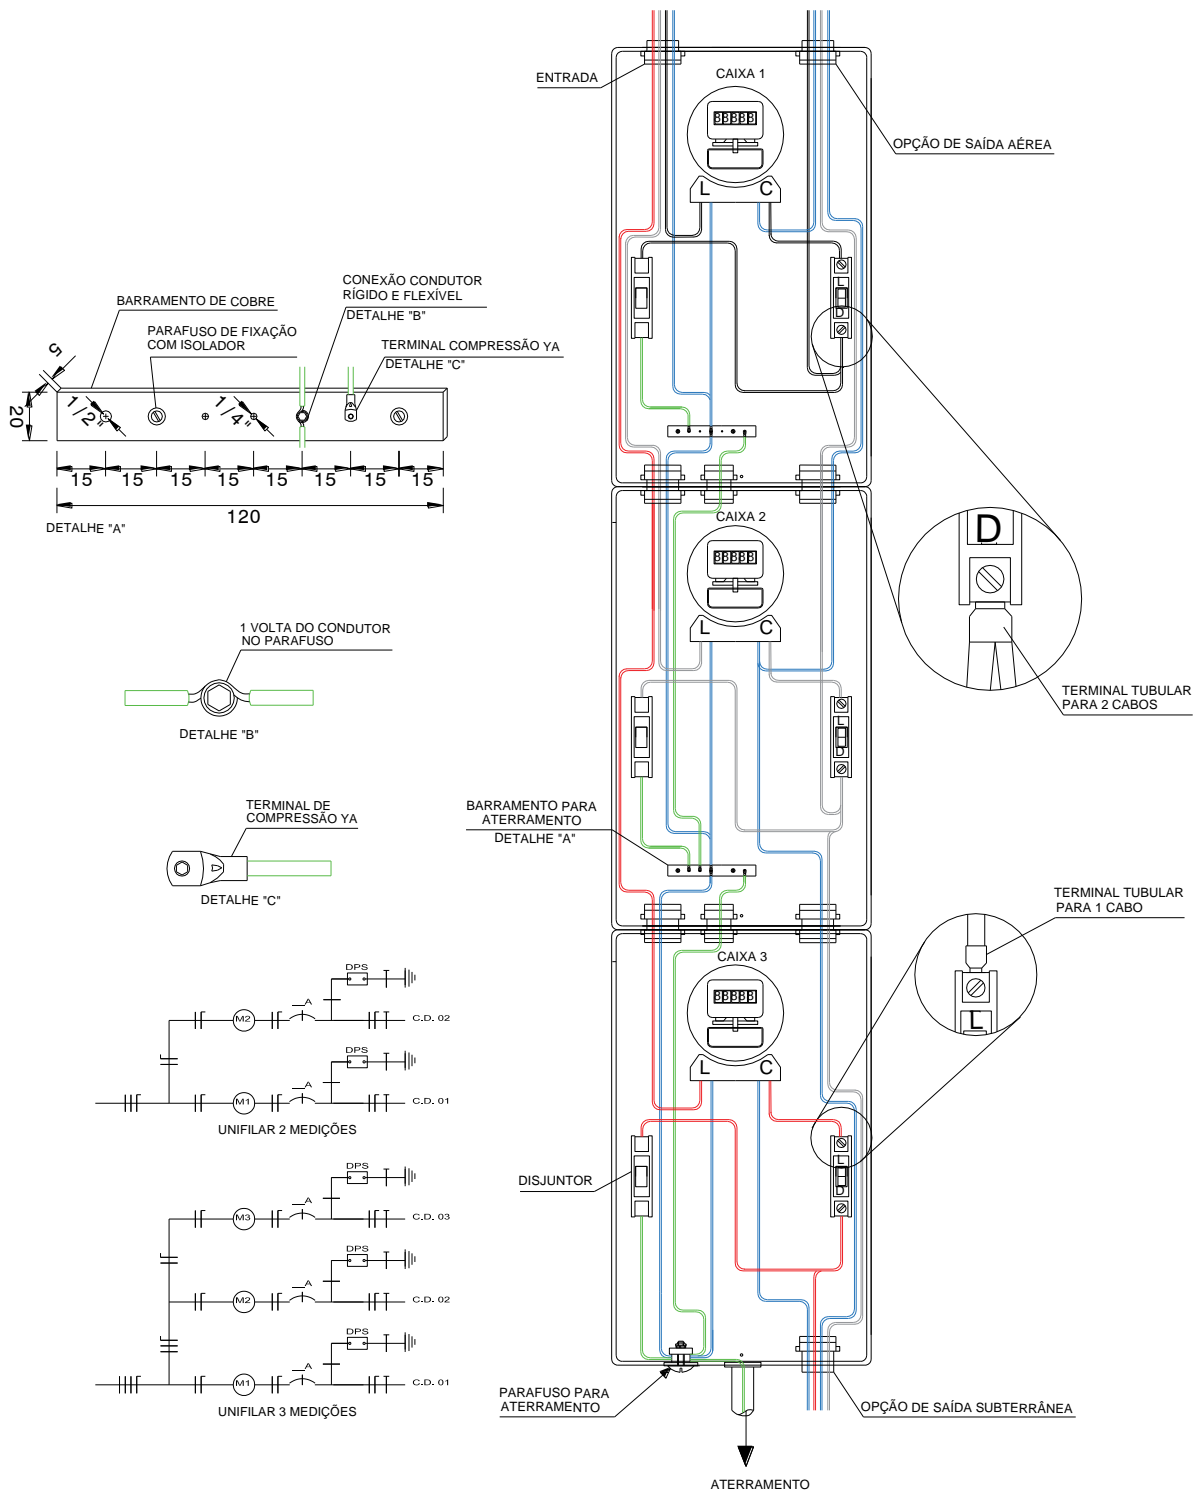 ENTRADA
CAIXA 1
88888
L C
OPÇÃO DE SAÍDA AÉREA
L
D
BARRAMENTO DE COBRE
PARAFUSO DE FIXAÇÃO
COM ISOLADOR
CONEXÃO CONDUTOR
RÍGIDO E FLEXÍVEL
DETALHE "B"
TERMINAL COMPRESSÃO YA
DETALHE "C"
5
20
1/2"
1/4"
15 15 15 15 15 15 15 15
120
DETALHE "A"
CAIXA 2
88888
L C
L
D
D
TERMINAL TUBULAR
PARA 2 CABOS
1 VOLTA DO CONDUTOR
NO PARAFUSO
DETALHE "B"
TERMINAL DE
COMPRESSÃO YA
DETALHE "C"
BARRAMENTO PARA
ATERRAMENTO
DETALHE "A"
TERMINAL TUBULAR
PARA 1 CABO
L
CAIXA 3
88888
L C
L
D
DISJUNTOR
PARAFUSO PARA
ATERRAMENTO
OPÇÃO DE SAÍDA SUBTERRÂNEA
ATERRAMENTO
DPS
A
M2
C.D. 02
DPS
A
M1
C.D. 01
UNIFILAR 2 MEDIÇÕES
DPS
A
M3
C.D. 03
DPS
A
M2
C.D. 02
DPS
A
M1
C.D. 01
UNIFILAR 3 MEDIÇÕES